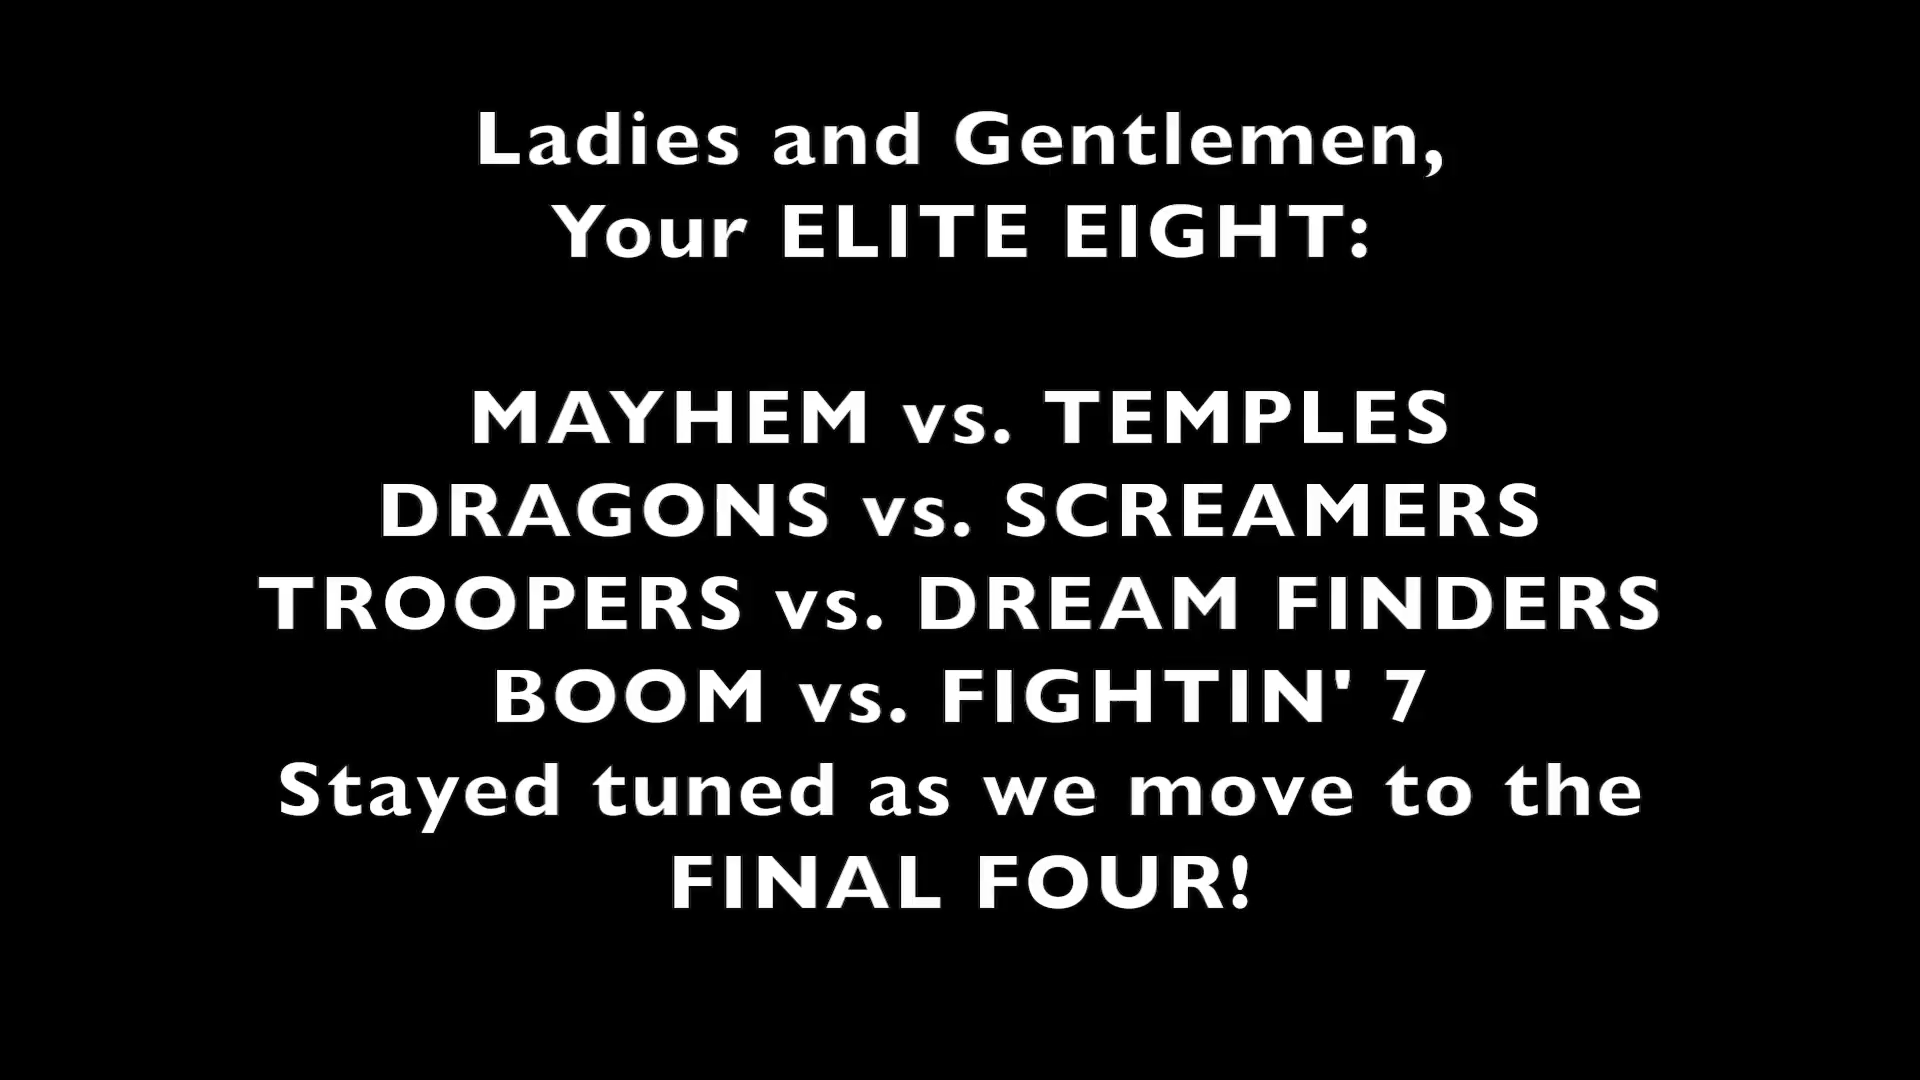 Ladies and Gentlemen,
Your ELITE EIGHT:
MAYHEM vs. TEMPLES
DRAGONS vs. SCREAMERS
TROOPERS vs. DREAM FINDERS
BOOM vs. FIGHTIN' 7
Stayed tuned as we move to the
FINAL FOUR!